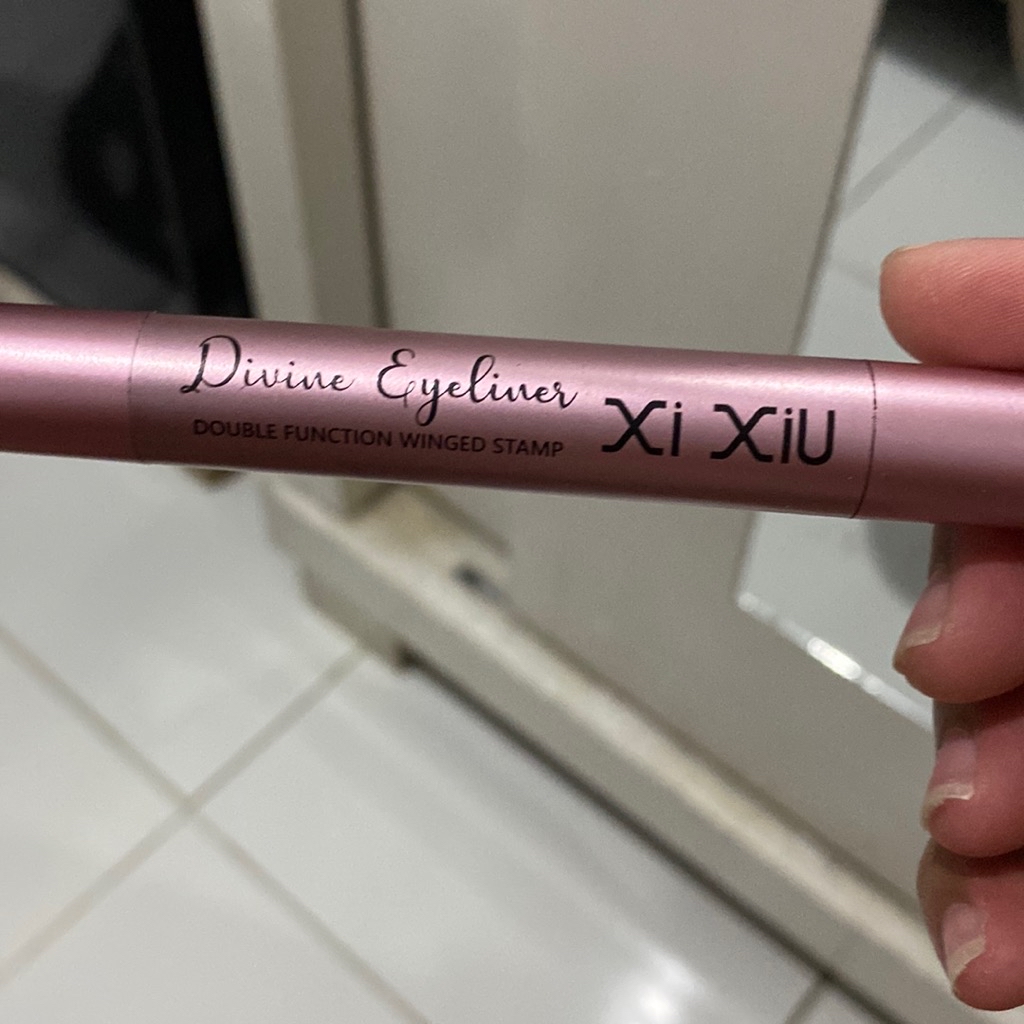 Divine Eyeliner
DOUBLE FUNCTION WINGED STAMP
Xi XiU